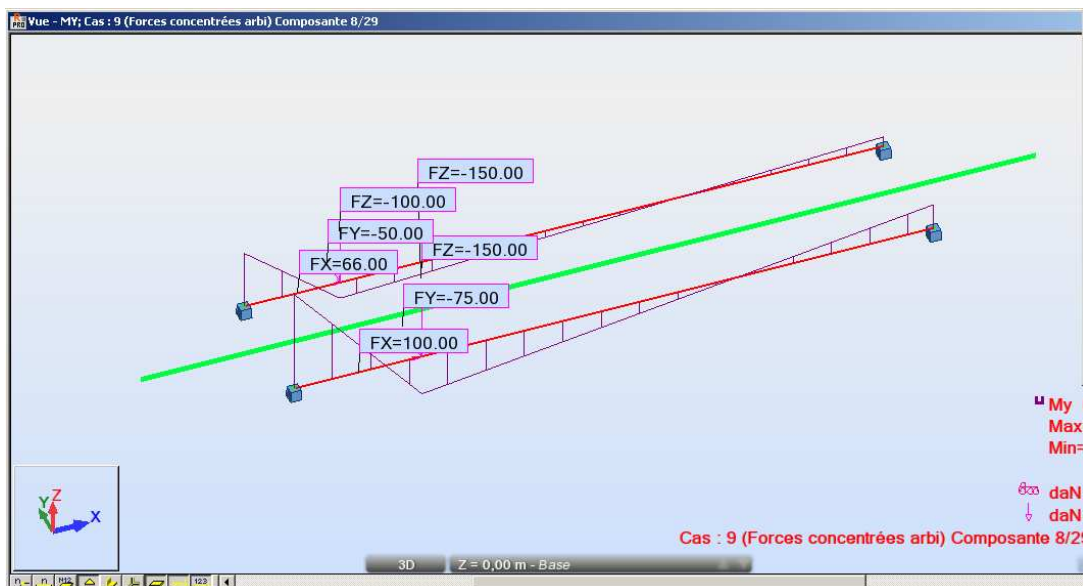 Vue - MY; Cas : 9 (Forces concentrées arbi) Composante 8/29
FZ=-150.00
FZ=-100.00
FY=-50.00
FZ=-150.00
FX=66.00
FY=-75.00
FX=100.00
My
Max
Min=
daN
daN
Cas : 9 (Forces concentrées arbi) Composante 8/29
Z
Y
X
3D
Z = 0,00 m - Base
123